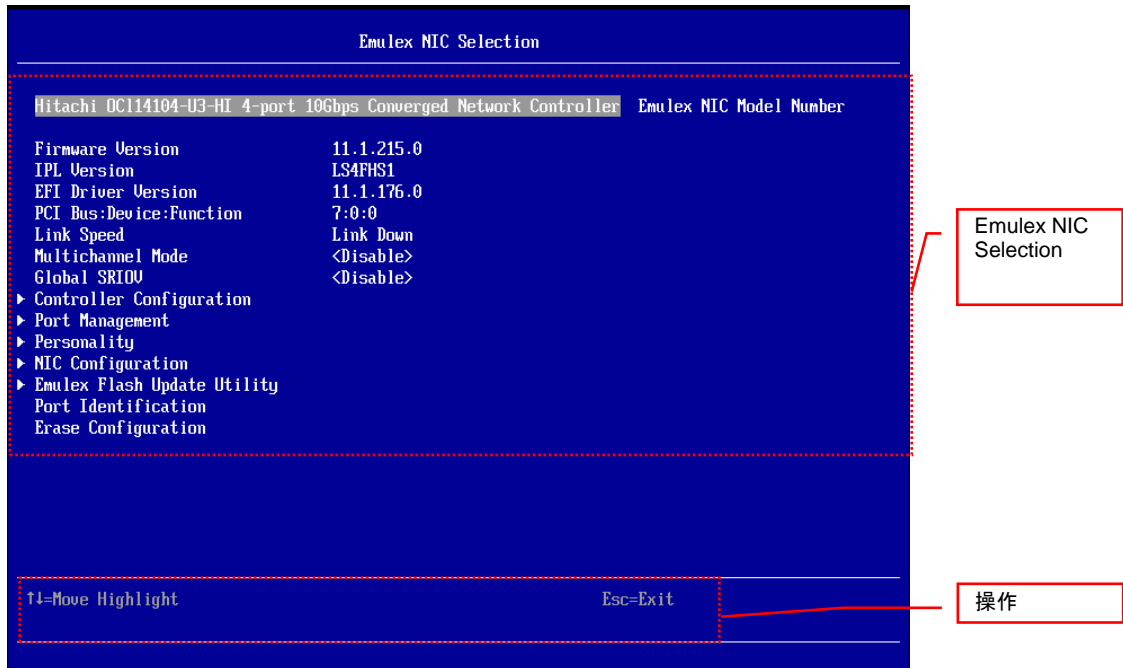 Emulex NIC Selection
Hitachi OCl14104-U3-HI 4-port 10Gbps Converged Network Controller Emulex NIC Model Number
Firmware Version 11.1.215.0
IPL Version LS4FHS1
EFI Driver Version 11.1.176.0
PCI Bus:Device:Function 7:0:0
Link Speed Link Down
Multichannel Mode <Disable>
Global SRIOV <Disable>
▶ Controller Configuration
▶ Port Management
▶ Personality
▶ NIC Configuration
▶ Emulex Flash Update Utility
Port Identification
Erase Configuration
Emulex NIC
Selection
↑↓=Move Highlight Esc=Exit
操作